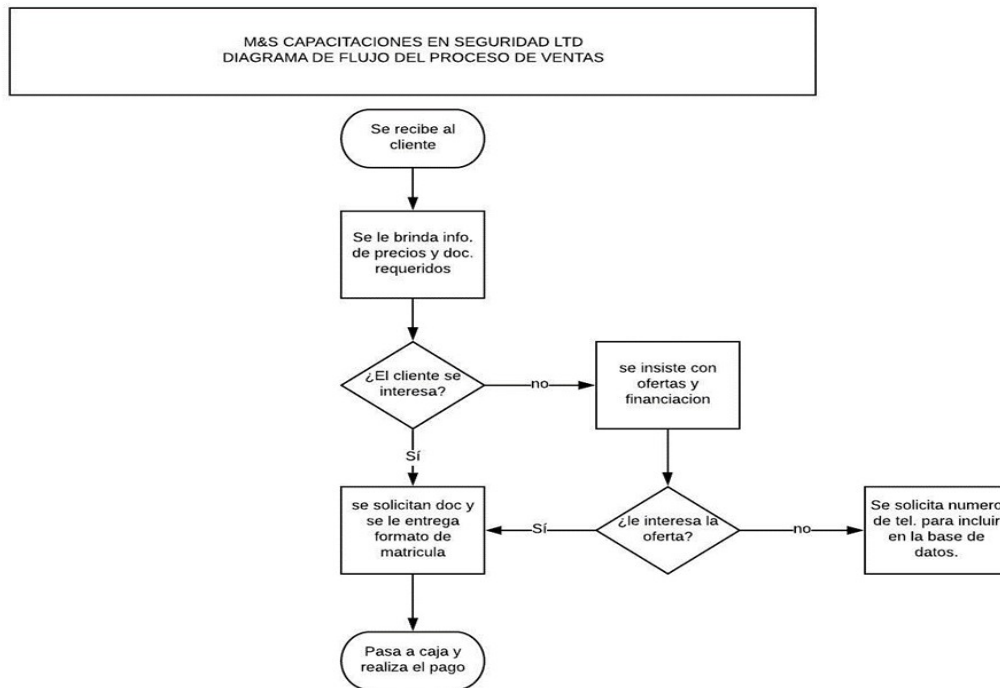 M&S CAPACITACIONES EN SEGURIDAD LTD
DIAGRAMA DE FLUJO DEL PROCESO DE VENTAS
Se recibe al
cliente
Se le brinda info.
de precios y doc.
requeridos
¿El cliente se
interesa?
no
se insiste con
ofertas y
financiacion
Sí
se solicitan doc y
se le entrega
formato de
matricula
Sí
¿le interesa la
oferta?
no
Se solicita numero
de tel. para incluir
en la base de
datos.
Pasa a caja y
realiza el pago